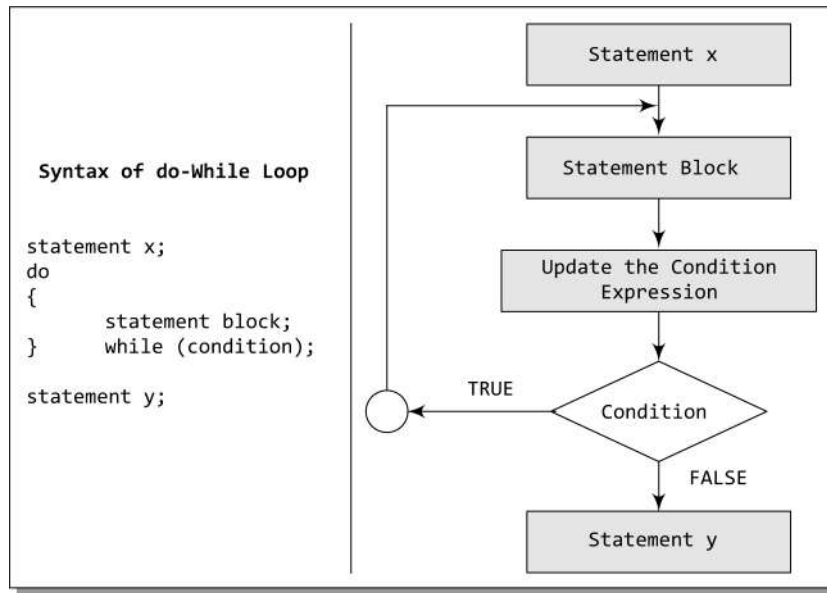 Syntax of do-While Loop
statement x;
do
{
statement block;
} while (condition);
statement y;
Statement x
Statement Block
Update the Condition
Expression
Condition
TRUE
FALSE
Statement y